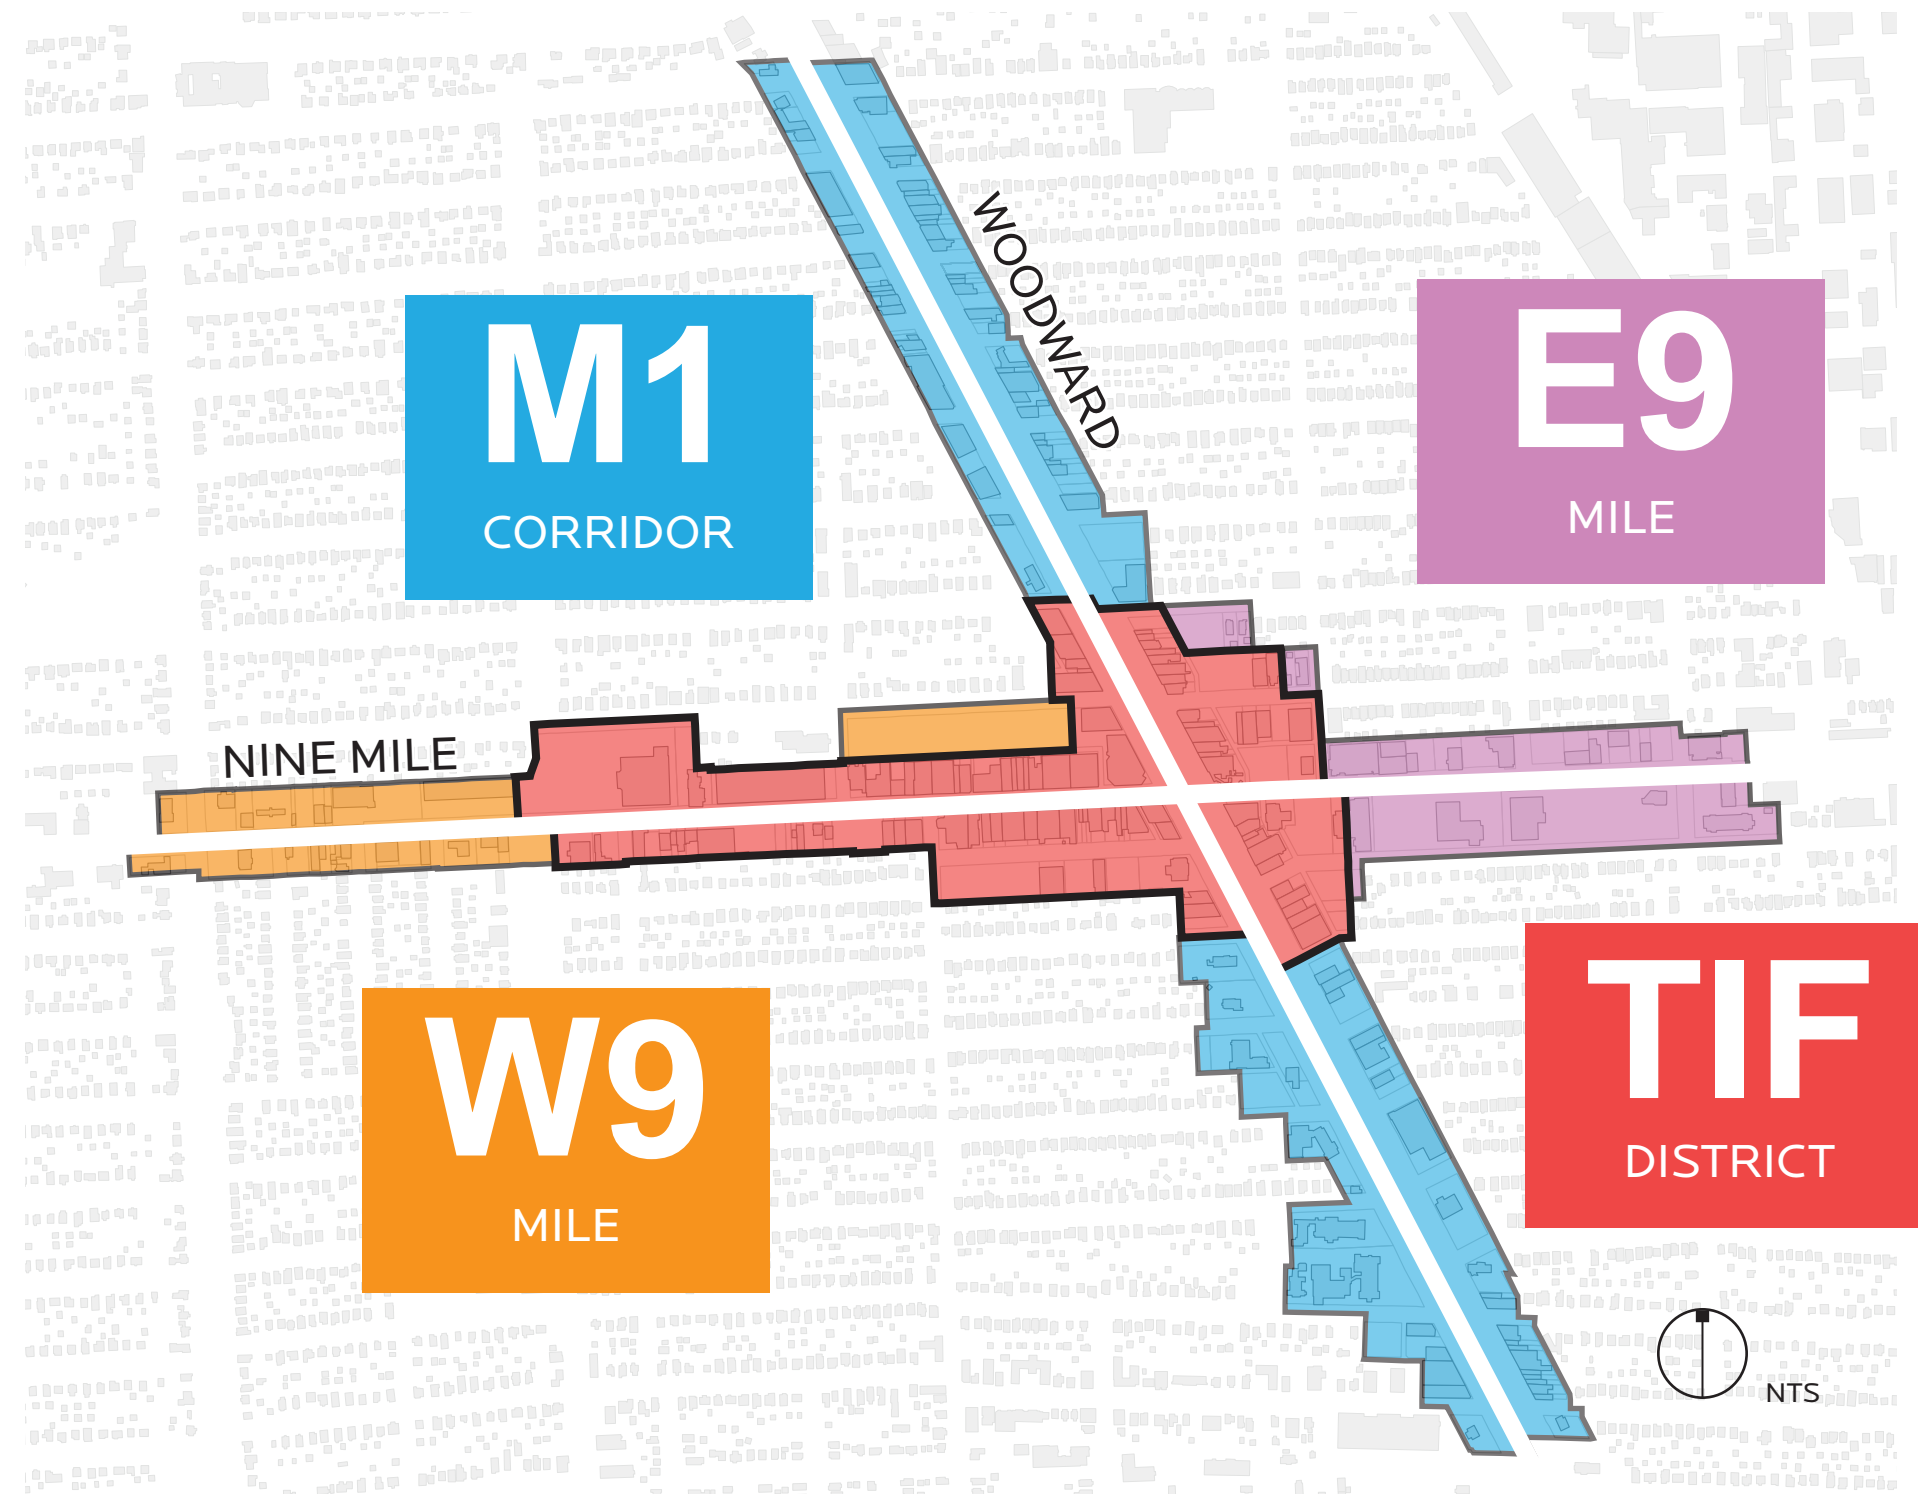 WOODWARD
M1
CORRIDOR
E9
MILE
NINE MILE
W9
MILE
TIF
DISTRICT
NTS